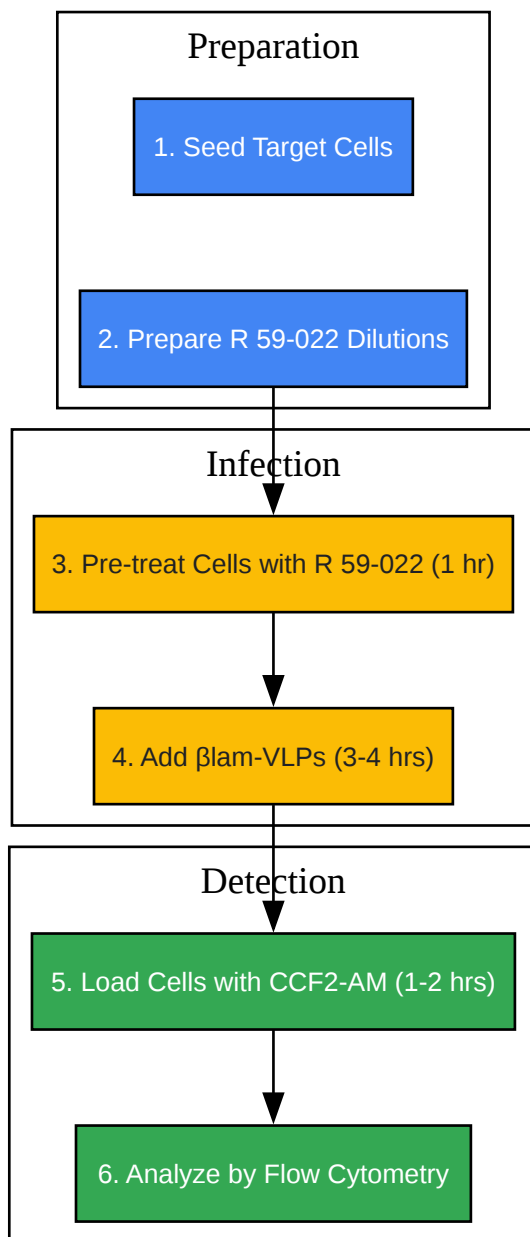 Preparation
1. Seed Target Cells
2. Prepare R 59-022 Dilutions
Infection
3. Pre-treat Cells with R 59-022 (1 hr)
4. Add βlam-VLPs (3-4 hrs)
Detection
5. Load Cells with CCF2-AM (1-2 hrs)
6. Analyze by Flow Cytometry